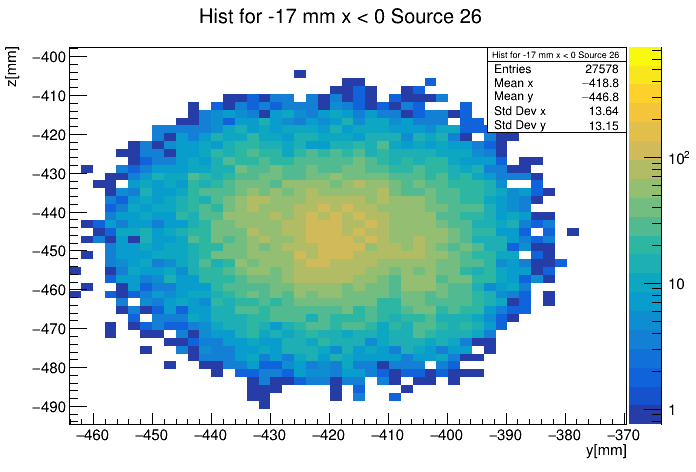 Hist for -17 mm x < 0 Source 26
z[mm]
Hist for -17 mm x < 0 Source 26
Entries 27578
Mean x −418.8
Mean y −446.8
Std Dev x 13.64
Std Dev y 13.15
−400
−410
−420
−430
−440
−450
−460
−470
−480
−490
10²
10
1
−460 −450 −440 −430 −420 −410 −400 −390 −380 −370
y[mm]